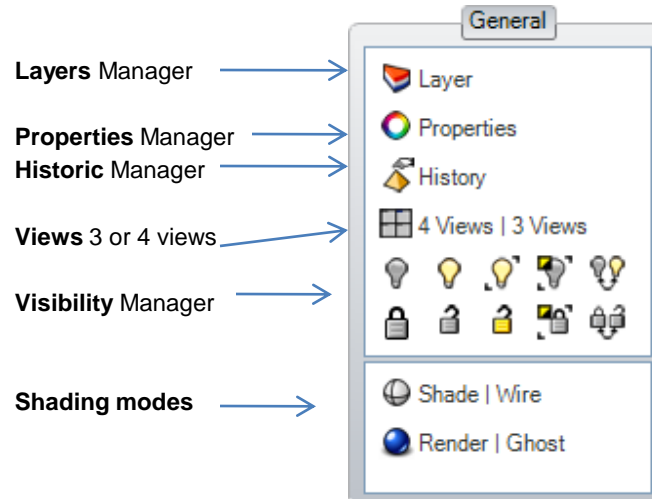 General
Layers Manager
Layer
Properties Manager
Properties
Historic Manager
History
Views 3 or 4 views
4 Views | 3 Views
Visibility Manager
Shading modes
Shade | Wire
Render | Ghost